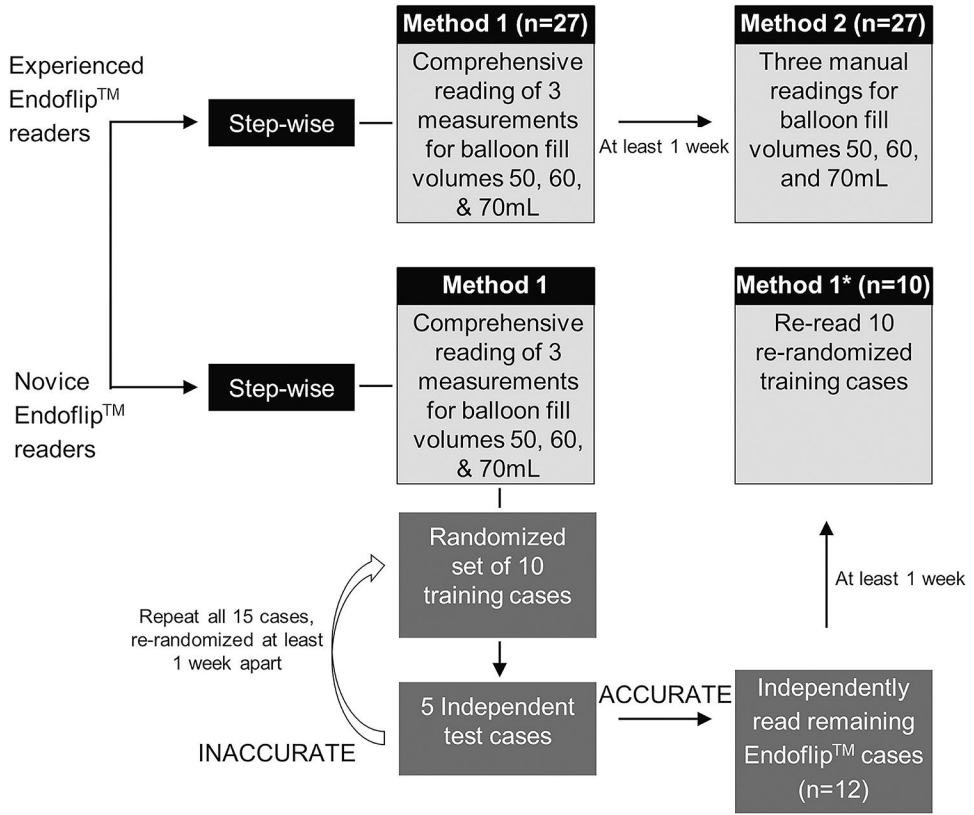 Experienced
Endoflip™
readers
Step-wise
Method 1 (n=27)
Comprehensive
reading of 3
measurements
for balloon fill
volumes 50, 60,
& 70mL
At least 1 week
Method 2 (n=27)
Three manual
readings for
balloon fill
volumes 50, 60,
and 70mL
Novice
Endoflip™
readers
Step-wise
Method 1
Comprehensive
reading of 3
measurements
for balloon fill
volumes 50, 60,
& 70mL
Randomized
set of 10
training cases
Repeat all 15 cases,
re-randomized at least
1 week apart
INACCURATE
5 Independent
test cases
ACCURATE
Independently
read remaining
Endoflip™ cases
(n=12)
At least 1 week
Method 1* (n=10)
Re-read 10
re-randomized
training cases